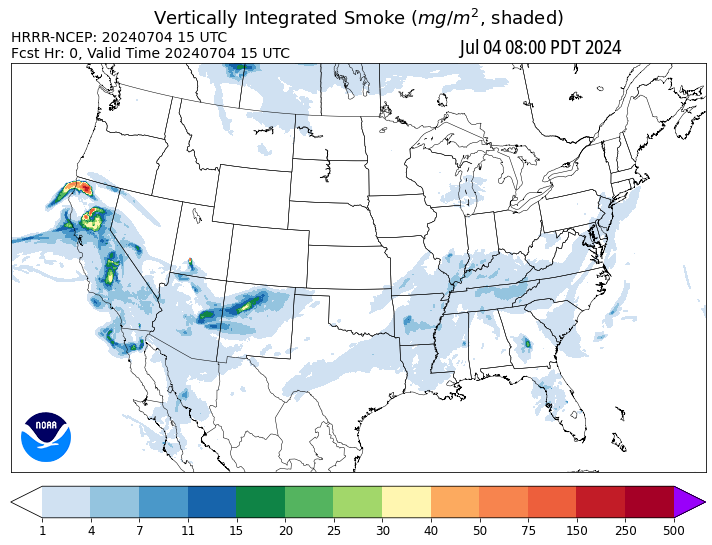 Vertically Integrated Smoke (mg/m², shaded)
HRRR-NCEP: 20240704 15 UTC
Fcst Hr: 0, Valid Time 20240704 15 UTC
Jul 04 08:00 PDT 2024
NOAA
1 4 7 11 15 20 25 30 40 50 75 150 250 500